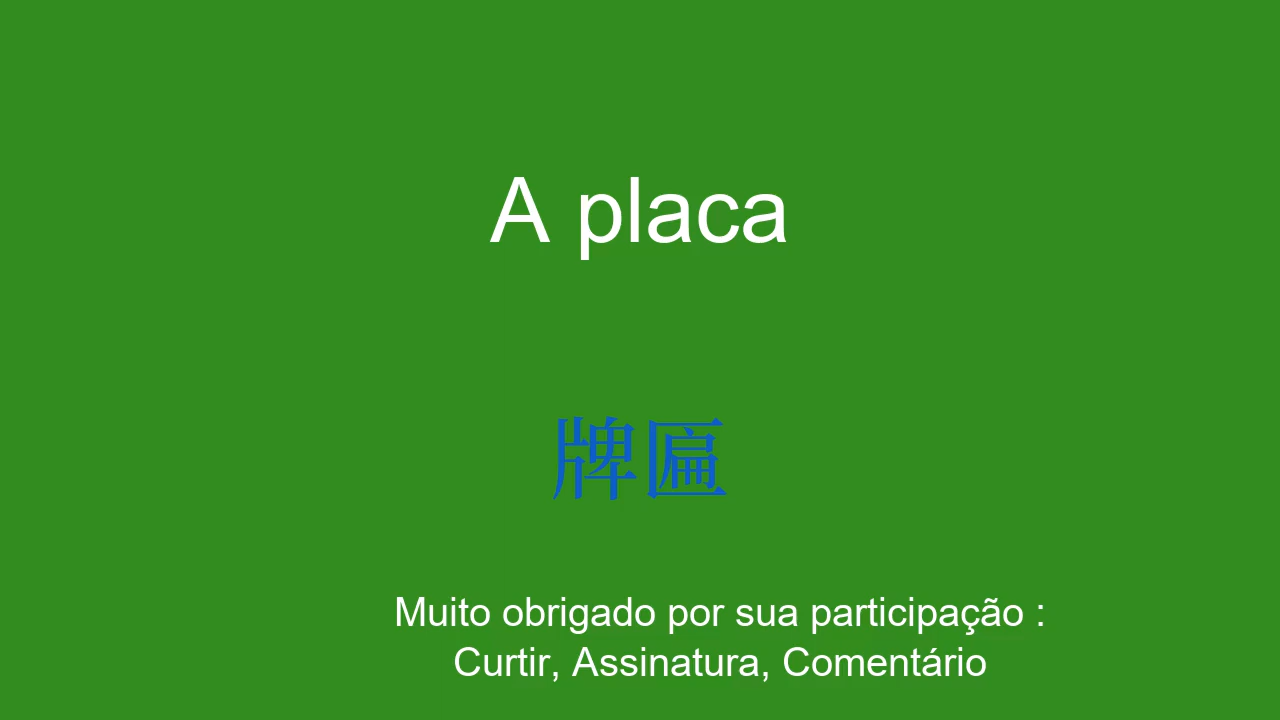 A placa
牌匾
Muito obrigado por sua participação :
Curtir, Assinatura, Comentário